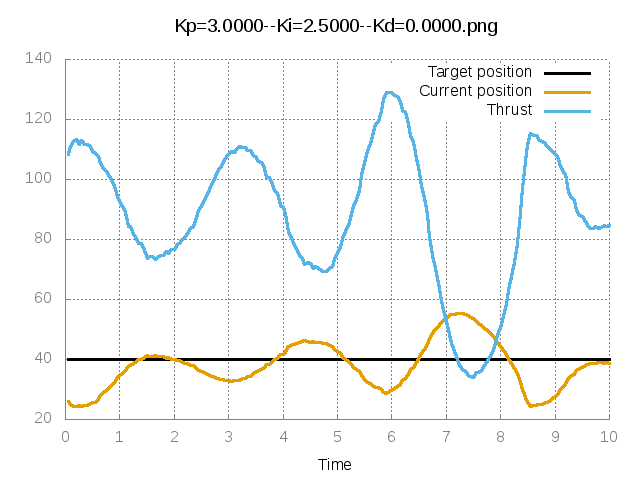 Kp=3.0000--Ki=2.5000--Kd=0.0000.png
140
120
100
80
60
40
20
Target position
Current position
Thrust
0 1 2 3 4 5 6 7 8 9 10
Time